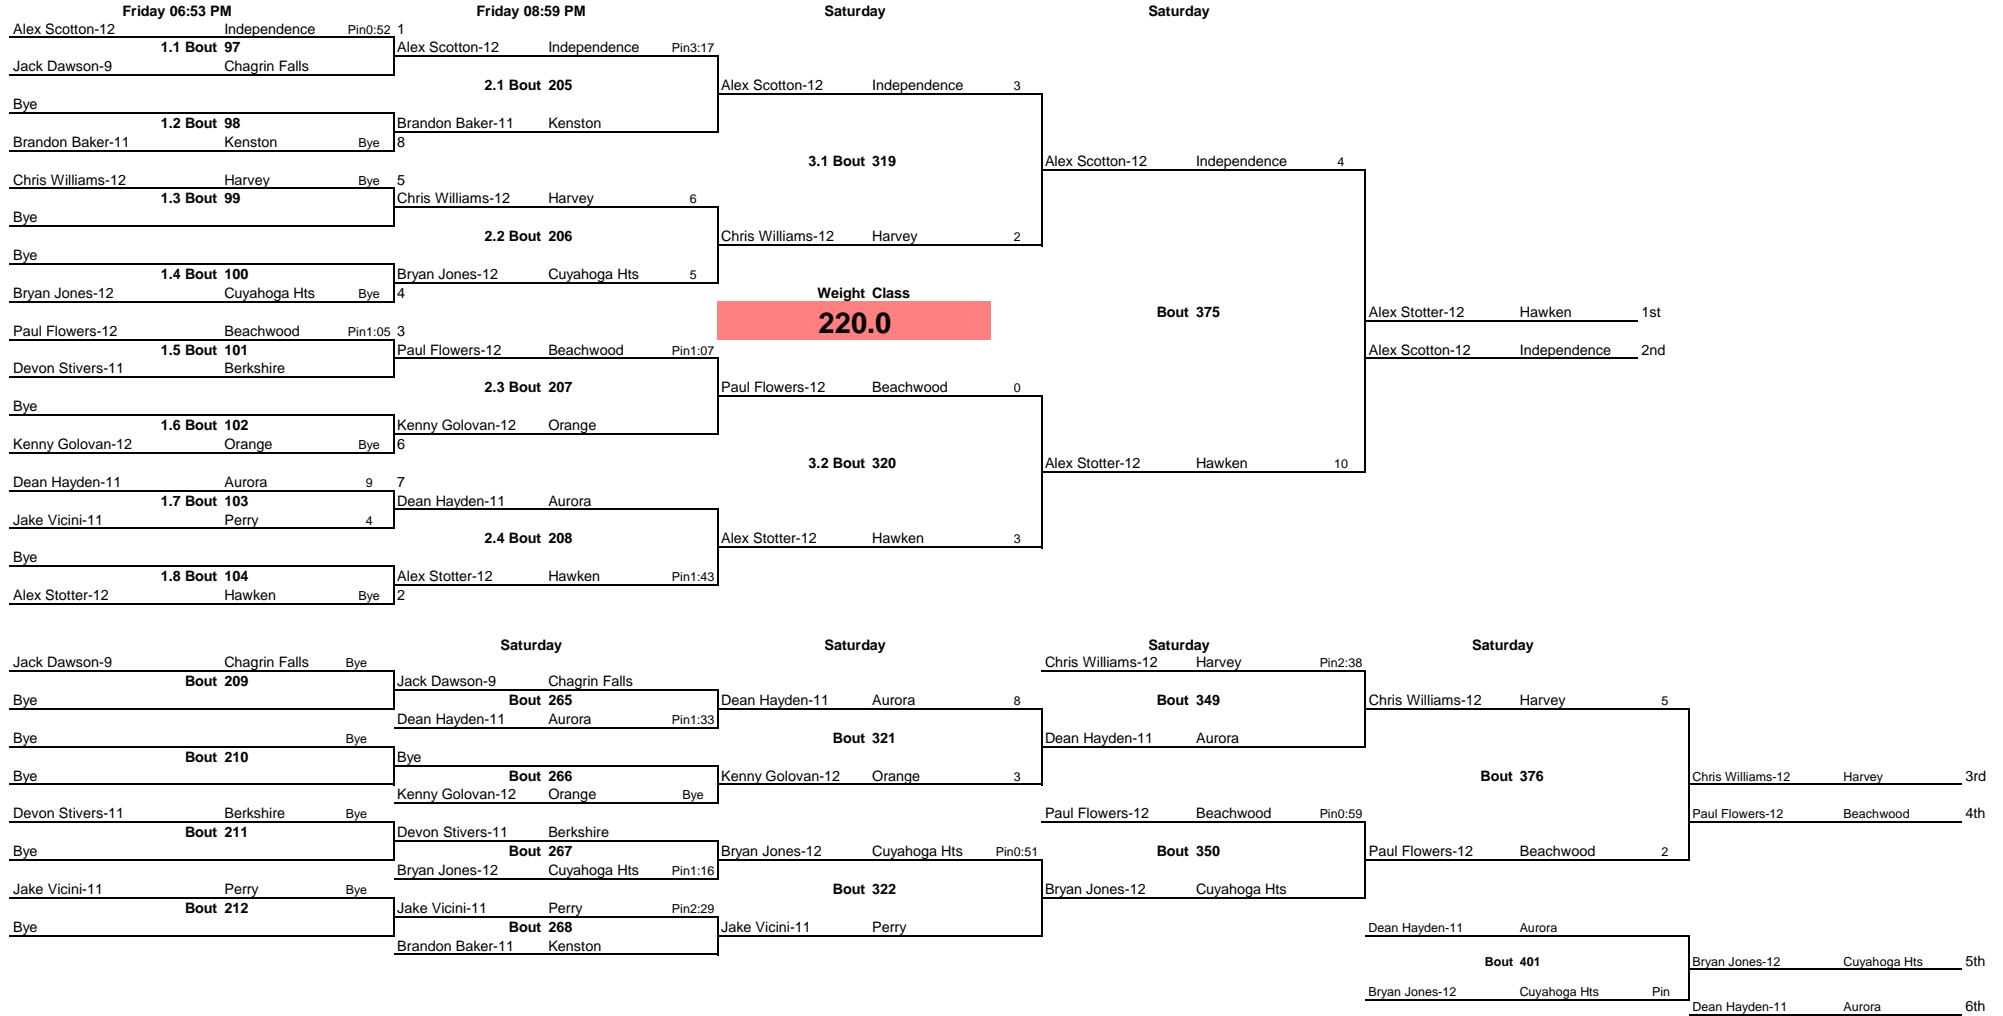 Friday 06:53 PM Friday 08:59 PM Saturday Saturday
Alex Scotton-12 Independence Pin0:52 1
1.1 Bout 97 Alex Scotton-12 Independence Pin3:17
Jack Dawson-9 Chagrin Falls
2.1 Bout 205 Alex Scotton-12 Independence 3
Bye
1.2 Bout 98 Brandon Baker-11 Kenston
Brandon Baker-11 Kenston Bye 8
3.1 Bout 319 Alex Scotton-12 Independence 4
Chris Williams-12 Harvey Bye 5
1.3 Bout 99 Chris Williams-12 Harvey 6
Bye
2.2 Bout 206 Chris Williams-12 Harvey 2
Bye
1.4 Bout 100 Bryan Jones-12 Cuyahoga Hts 5
Bryan Jones-12 Cuyahoga Hts Bye 4 Weight Class
Bout 375 Alex Stotter-12 Hawken 1st
220.0
Paul Flowers-12 Beachwood Pin1:05 3
1.5 Bout 101 Paul Flowers-12 Beachwood Pin1:07 Alex Scotton-12 Independence 2nd
Devon Stivers-11 Berkshire
2.3 Bout 207 Paul Flowers-12 Beachwood 0
Bye
1.6 Bout 102 Kenny Golovan-12 Orange
Kenny Golovan-12 Orange Bye 6
3.2 Bout 320 Alex Stotter-12 Hawken 10
Dean Hayden-11 Aurora 9 7
1.7 Bout 103 Dean Hayden-11 Aurora
Jake Vicini-11 Perry 4
2.4 Bout 208 Alex Stotter-12 Hawken 3
Bye
1.8 Bout 104 Alex Stotter-12 Hawken Pin1:43
Alex Stotter-12 Hawken Bye 2
Saturday Saturday Saturday Saturday
Jack Dawson-9 Chagrin Falls Bye Chris Williams-12 Harvey Pin2:38
Bout 209 Jack Dawson-9 Chagrin Falls
Bye Bout 265 Dean Hayden-11 Aurora 8 Bout 349 Chris Williams-12 Harvey 5
Dean Hayden-11 Aurora Pin1:33
Bye Bye Bout 321 Dean Hayden-11 Aurora
Bout 210 Bye
Bye Bout 266 Kenny Golovan-12 Orange 3 Bout 376 Chris Williams-12 Harvey 3rd
Kenny Golovan-12 Orange Bye
Devon Stivers-11 Berkshire Bye Paul Flowers-12 Beachwood Pin0:59 Paul Flowers-12 Beachwood 4th
Bout 211 Devon Stivers-11 Berkshire
Bye Bout 267 Bryan Jones-12 Cuyahoga Hts Pin0:51 Bout 350 Paul Flowers-12 Beachwood 2
Bryan Jones-12 Cuyahoga Hts Pin1:16
Jake Vicini-11 Perry Bye Bout 322 Bryan Jones-12 Cuyahoga Hts
Bout 212 Jake Vicini-11 Perry Pin2:29
Bye Bout 268 Jake Vicini-11 Perry Dean Hayden-11 Aurora
Brandon Baker-11 Kenston
Bout 401 Bryan Jones-12 Cuyahoga Hts 5th
Bryan Jones-12 Cuyahoga Hts Pin
Dean Hayden-11 Aurora 6th